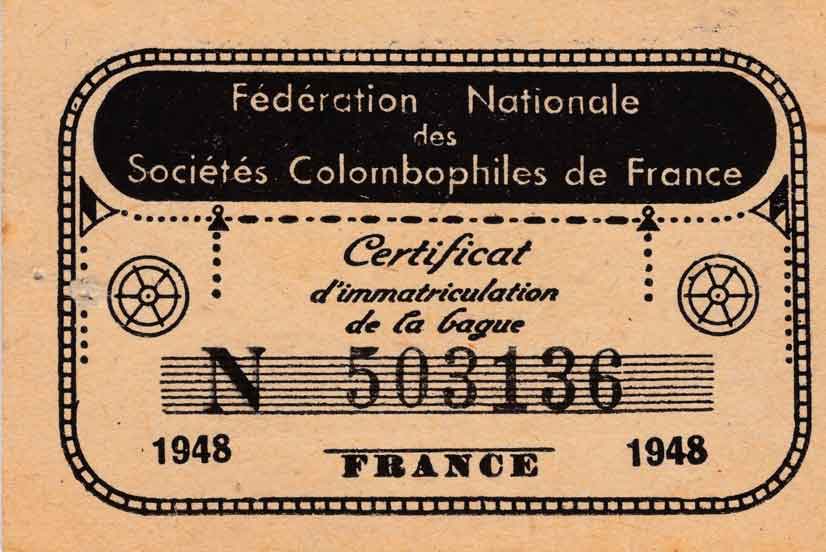 Fédération Nationale
des
Sociétés Colombophiles de France
Certificat
d'immatriculation
de la bague
N 503136
1948 FRANCE 1948